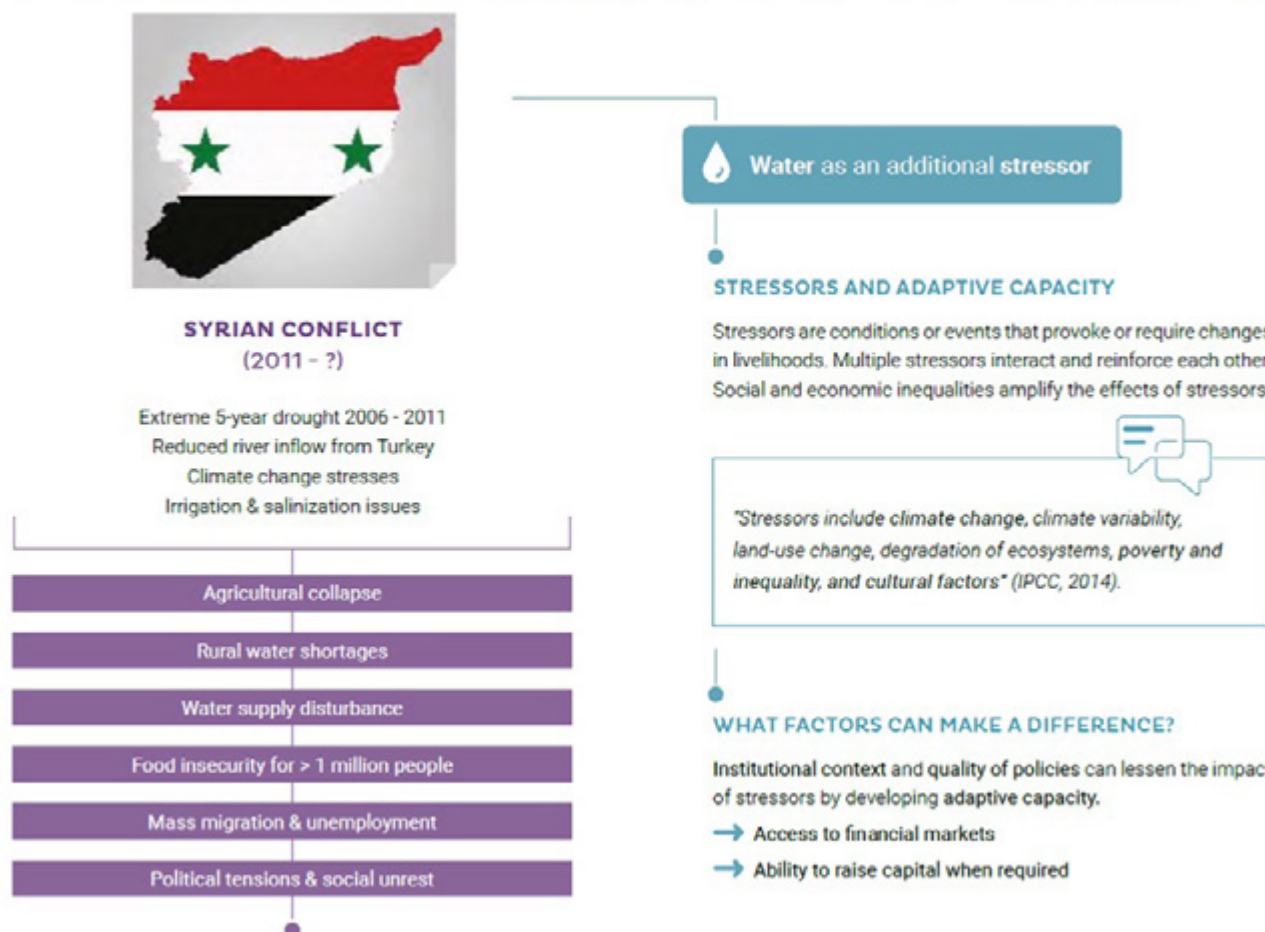 SYRIAN CONFLICT
(2011 - ?)
Extreme 5-year drought 2006 - 2011
Reduced river inflow from Turkey
Climate change stresses
Irrigation & salinization issues
Agricultural collapse
Rural water shortages
Water supply disturbance
Food insecurity for > 1 million people
Mass migration & unemployment
Political tensions & social unrest
Water as an additional stressor
STRESSORS AND ADAPTIVE CAPACITY
Stressors are conditions or events that provoke or require changes
in livelihoods. Multiple stressors interact and reinforce each other
Social and economic inequalities amplify the effects of stressors.
"Stressors include climate change, climate variability,
land-use change, degradation of ecosystems, poverty and
inequality, and cultural factors" (IPCC, 2014).
WHAT FACTORS CAN MAKE A DIFFERENCE?
Institutional context and quality of policies can lessen the impac
of stressors by developing adaptive capacity.
→ Access to financial markets
→ Ability to raise capital when required